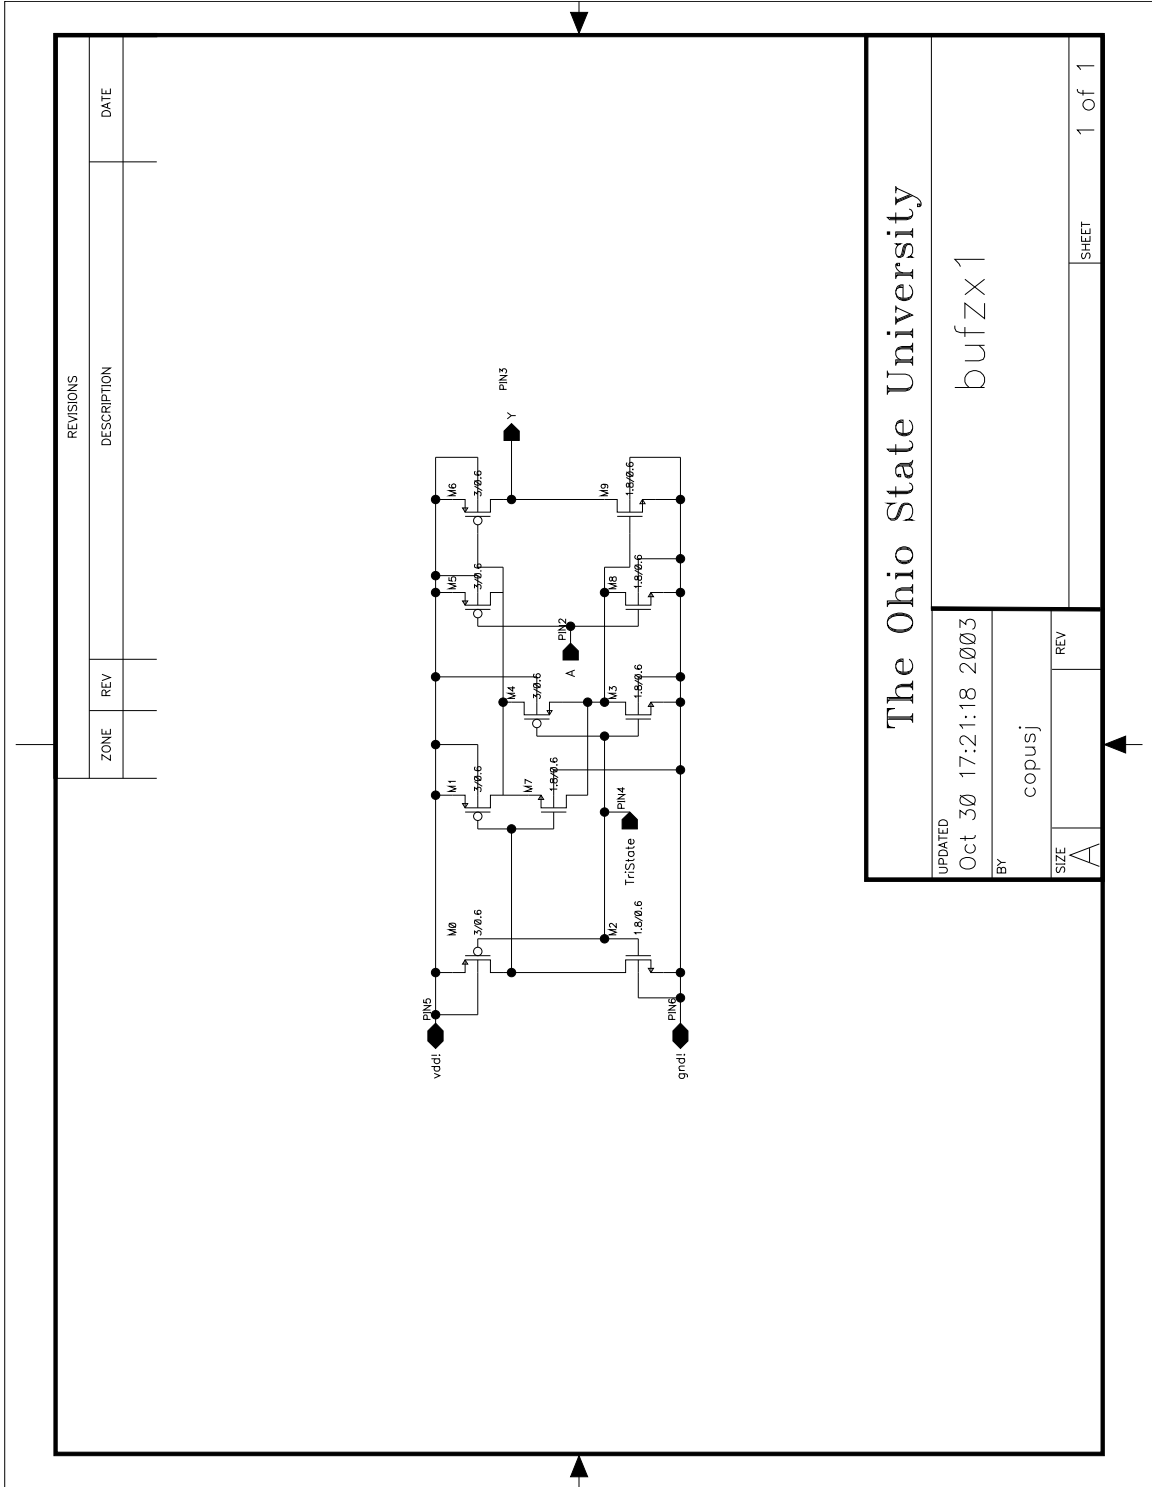 REVISIONS
ZONE REV DESCRIPTION DATE
vdd! PIN5
gnd! PIN6
M0
3/0.6
M2
1.8/0.6
M1
3/0.6
M7
1.8/0.6
TriState PIN4
M4
3/0.6
M3
1.8/0.6
A PIN2
M5
3/0.6
M8
1.8/0.6
M6
3/0.6
M9
1.8/0.6
Y PIN3
The Ohio State University
UPDATED
Oct 30 17:21:18 2003
BY
copusj
SIZE
A
REV
bufzx1
SHEET 1 of 1